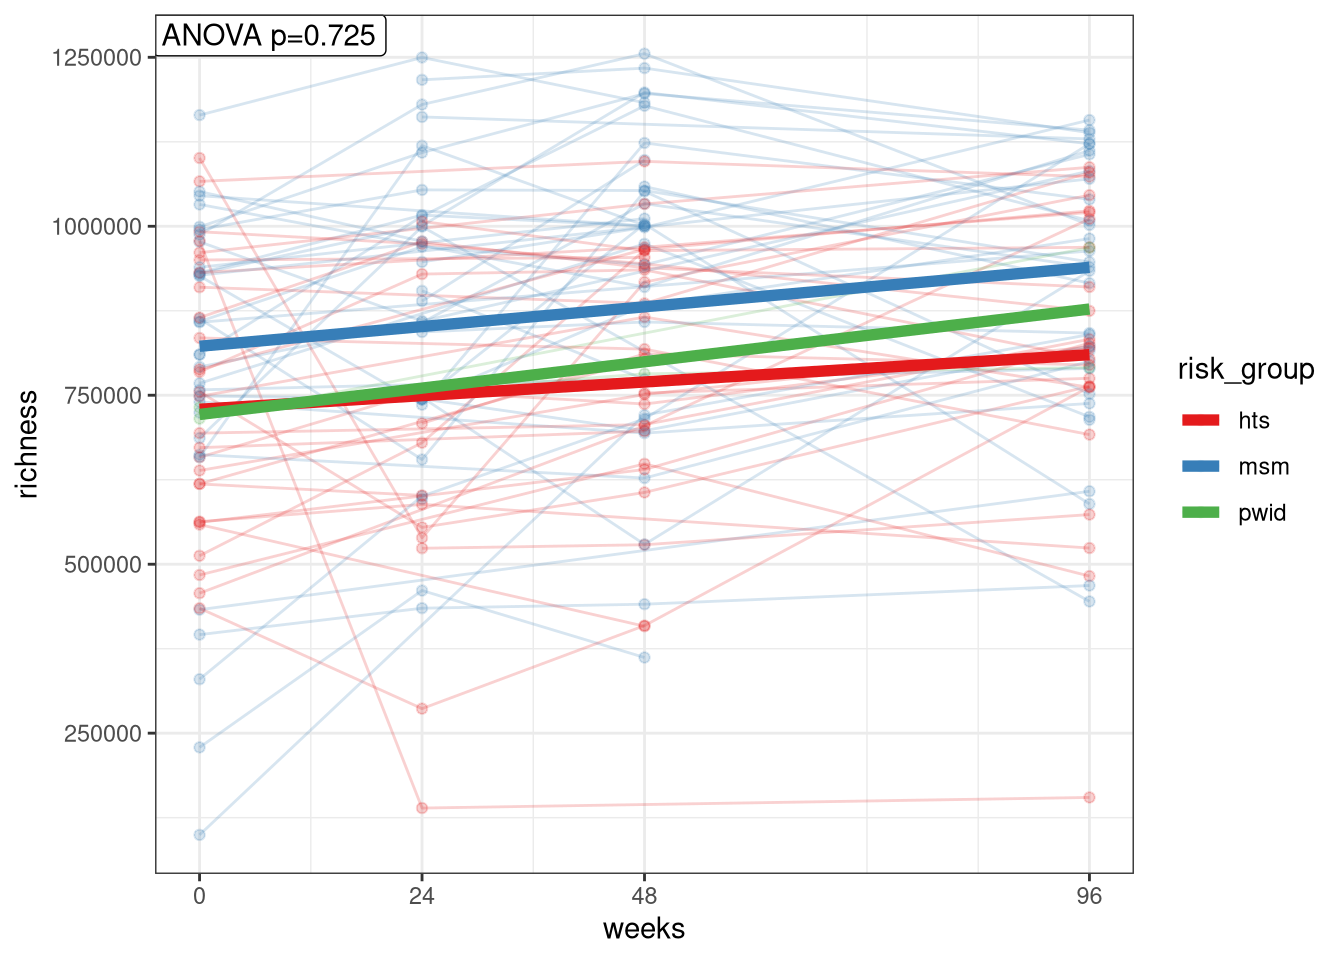 ANOVA p=0.725
1250000
1000000
750000
500000
250000
richness
0 24 48 96
weeks
risk_group
hts
msm
pwid